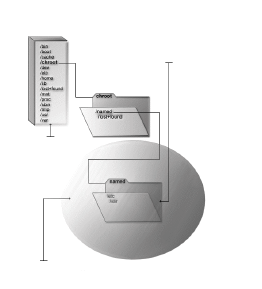 /bin
/boot
/cache
/chroot
/dev
/etc
/home
/lib
/lost+found
/mnt
/proc
/sbin
/tmp
/usr
/var
chroot
/named
/lost+found
named
/etc
/var